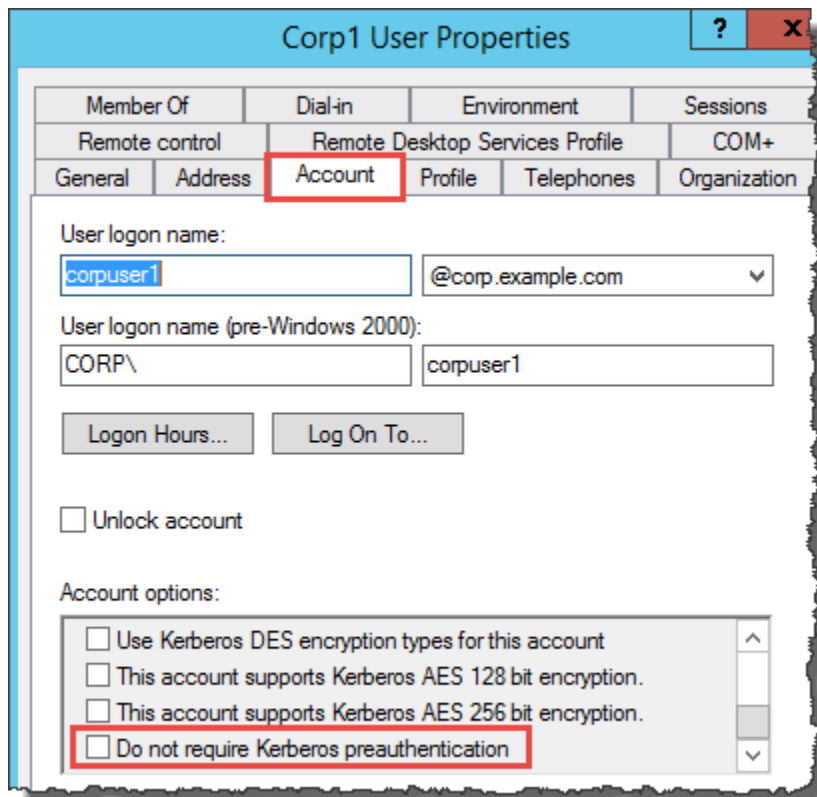 Corp1 User Properties ? x
Member Of Dial-in Environment Sessions
Remote control Remote Desktop Services Profile COM+
General Address Account Profile Telephones Organization
User logon name:
corpuser1 @corp.example.com
User logon name (pre-Windows 2000):
CORP\ corpuser1
Logon Hours... Log On To...
Unlock account
Account options:
Use Kerberos DES encryption types for this account
This account supports Kerberos AES 128 bit encryption.
This account supports Kerberos AES 256 bit encryption.
Do not require Kerberos preauthentication